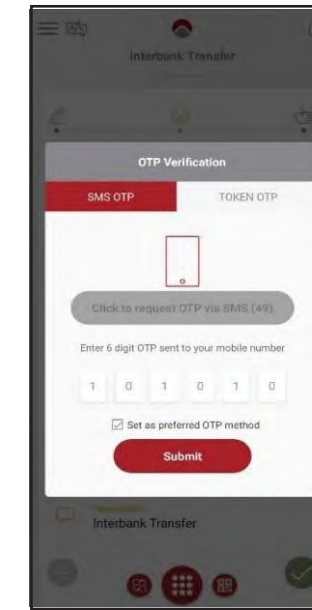 Interbank Transfer
OTP Verification
SMS OTP
TOKEN OTP
Click to request OTP via SMS (49)
Enter 6 digit OTP sent to your mobile number
1 0 1 0 1 0
Set as preferred OTP method
Submit
Interbank Transfer